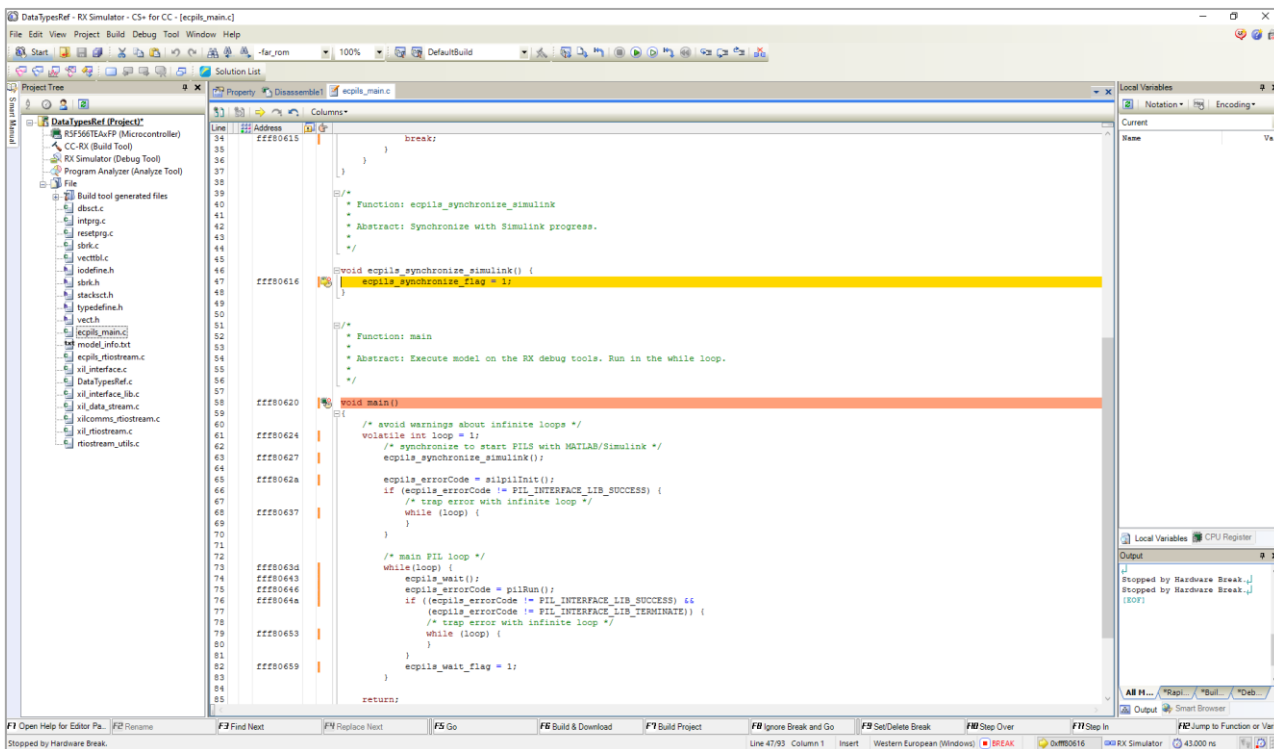 DataTypesRef - RX Simulator - CS+ for CC - [ecpils_main.c]
File Edit View Project Build Debug Tool Window Help
Start -far_rom 100% DefaultBuild
Solution List
Project Tree
Smart Manual
DataTypesRef (Project)*
R5F566TEAxFP (Microcontroller)
CC-RX (Build Tool)
RX Simulator (Debug Tool)
Program Analyzer (Analyze Tool)
File
Build tool generated files
dbsct.c
intprg.c
resetprg.c
sbrk.c
vecttbl.c
iodefine.h
sbrk.h
stacksct.h
typedefine.h
vect.h
ecpils_main.c
model_info.txt
ecpils_rtiostream.c
xil_interface.c
DataTypesRef.c
xil_interface_lib.c
xil_data_stream.c
xilcomms_rtiostream.c
xil_rtiostream.c
rtiostream_utils.c
Property Disassemble1 ecpils_main.c
Columns
Line Address
34 fff80615 break;
35 }
36 }
37 }
38
39 /*
40 * Function: ecpils_synchronize_simulink
41 *
42 * Abstract: Synchronize with Simulink progress.
43 *
44 */
45
46 void ecpils_synchronize_simulink() {
47 fff80616 ecpils_synchronize_flag = 1;
48 }
49
50
51 /*
52 * Function: main
53 *
54 * Abstract: Execute model on the RX debug tools. Run in the while loop.
55 *
56 */
57
58 fff80620 void main()
59 {
60 /* avoid warnings about infinite loops */
61 fff80624 volatile int loop = 1;
62 /* synchronize to start PILS with MATLAB/Simulink */
63 fff80627 ecpils_synchronize_simulink();
64
65 fff8062a ecpils_errorCode = silpilInit();
66 if (ecpils_errorCode != PIL_INTERFACE_LIB_SUCCESS) {
67 /* trap error with infinite loop */
68 fff80637 while (loop) {
69 }
70 }
71
72 /* main PIL loop */
73 fff8063d while(loop) {
74 fff80643 ecpils_wait();
75 fff80646 ecpils_errorCode = pilRun();
76 fff8064a if ((ecpils_errorCode != PIL_INTERFACE_LIB_SUCCESS) &&
77 (ecpils_errorCode != PIL_INTERFACE_LIB_TERMINATE)) {
78 /* trap error with infinite loop */
79 fff80653 while (loop) {
80 }
81 }
82 fff80659 ecpils_wait_flag = 1;
83 }
84
85 return;
Local Variables
Notation Encoding
Current
Name Va
Local Variables CPU Register
Output
Stopped by Hardware Break.
Stopped by Hardware Break.
[EOF]
All M... *Rapi... *Buil... *Deb...
Output Smart Browser
F1 Open Help for Editor Pa... F2 Rename F3 Find Next F4 Replace Next F5 Go F6 Build & Download F7 Build Project F8 Ignore Break and Go F9 Set/Delete Break F10 Step Over F11 Step In F12 Jump to Function or Var
Stopped by Hardware Break. Line 47/93 Column 1 Insert Western European (Windows) BREAK 0xfff80616 RX Simulator 43.000 ns